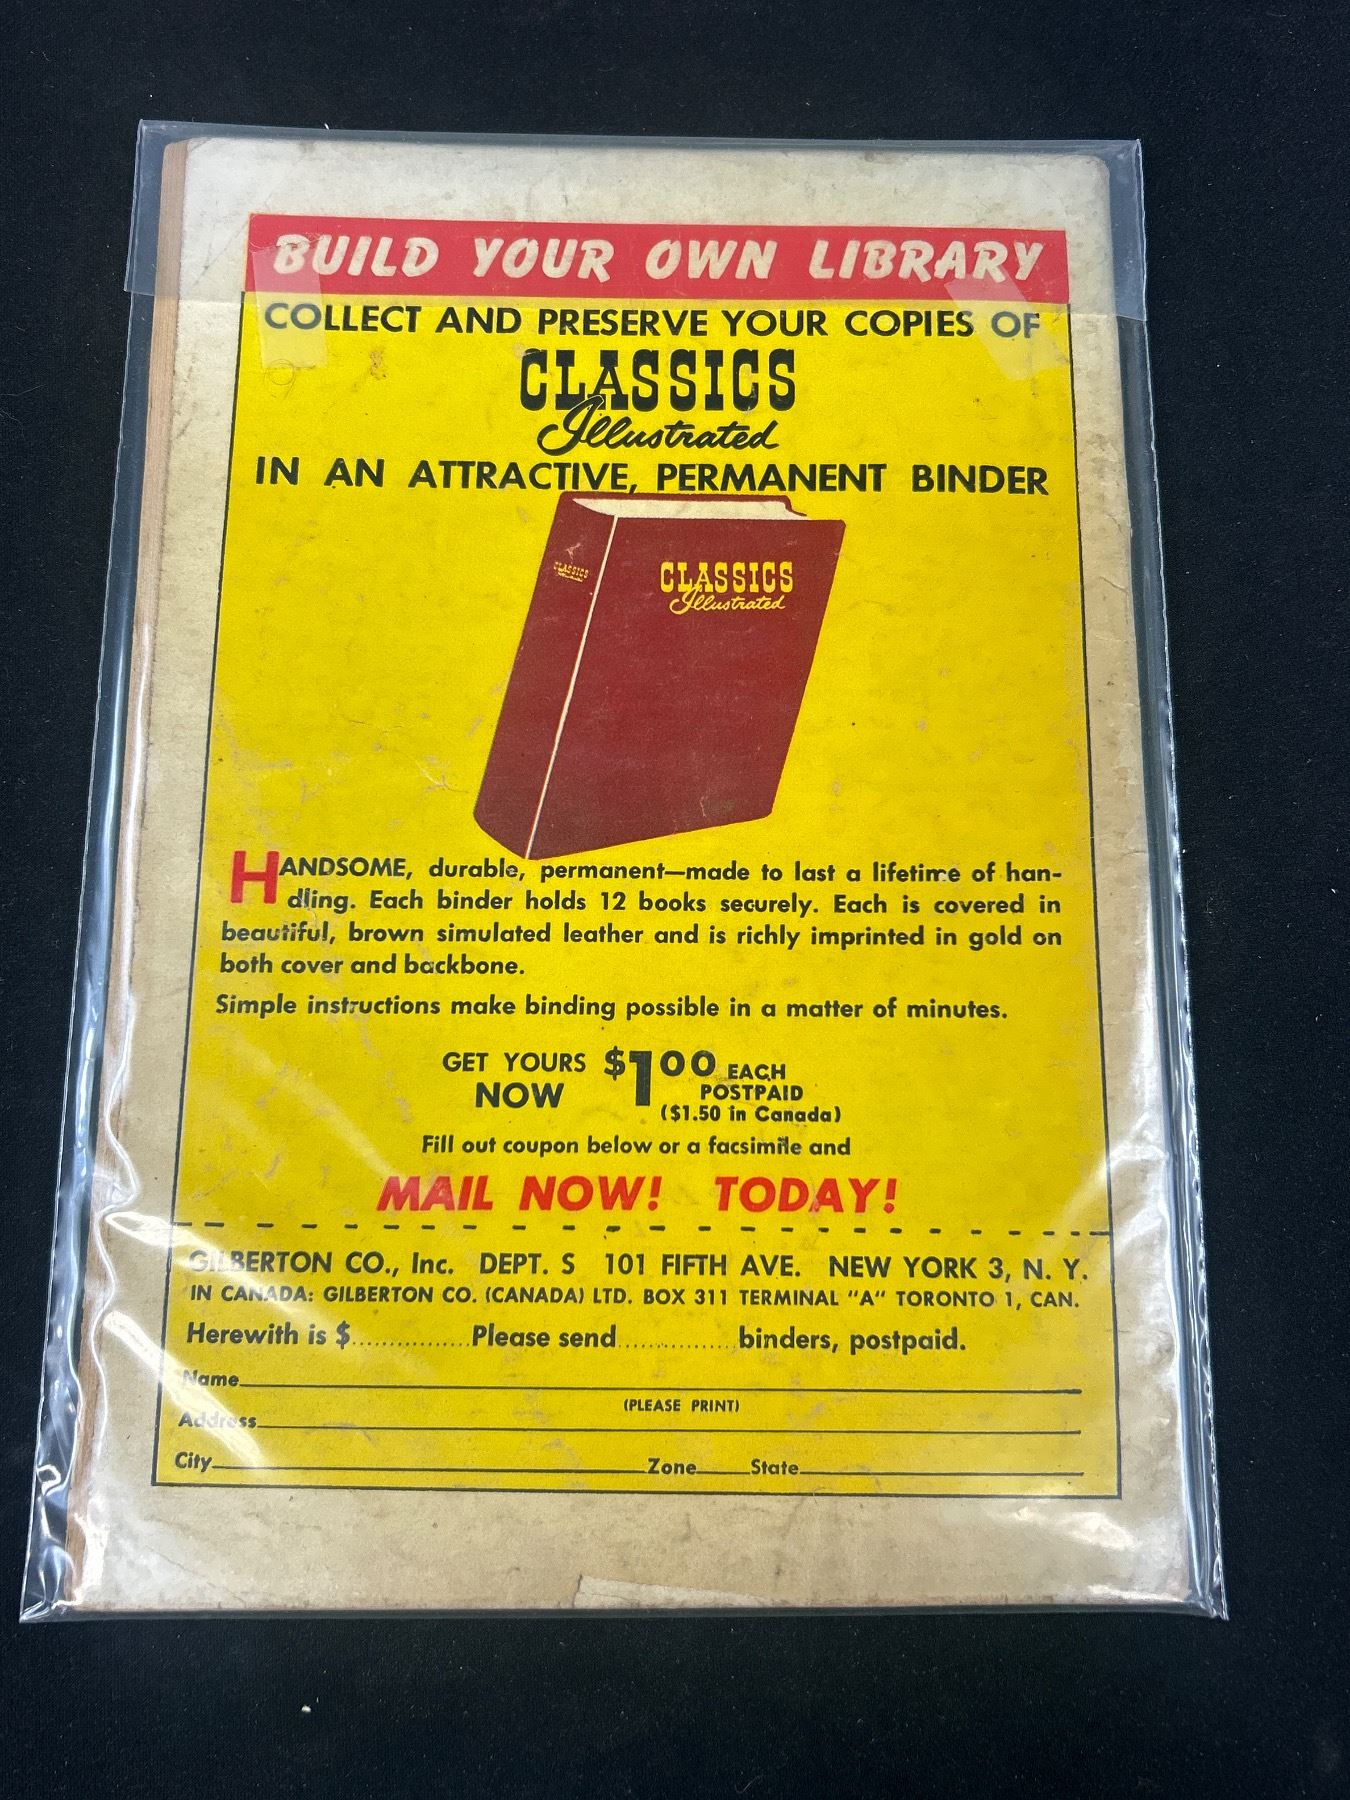 BUILD YOUR OWN LIBRARY
COLLECT AND PRESERVE YOUR COPIES OF
CLASSICS
Illustrated
IN AN ATTRACTIVE, PERMANENT BINDER
CLASSICS
Illustrated
CLASSICS
Illustrated
HANDSOME, durable, permanent—made to last a lifetime of han-
dling. Each binder holds 12 books securely. Each is covered in
beautiful, brown simulated leather and is richly imprinted in gold on
both cover and backbone.
Simple instructions make binding possible in a matter of minutes.
GET YOURS $1.00 EACH
NOW POSTPAID
($1.50 in Canada)
Fill out coupon below or a facsimile and
MAIL NOW! TODAY!
GILBERTON CO., Inc. DEPT. S 101 FIFTH AVE. NEW YORK 3, N. Y.
IN CANADA: GILBERTON CO. (CANADA) LTD. BOX 311 TERMINAL "A" TORONTO 1, CAN.
Herewith is $...............Please send...............binders, postpaid.
Name
(PLEASE PRINT)
Address
City Zone State